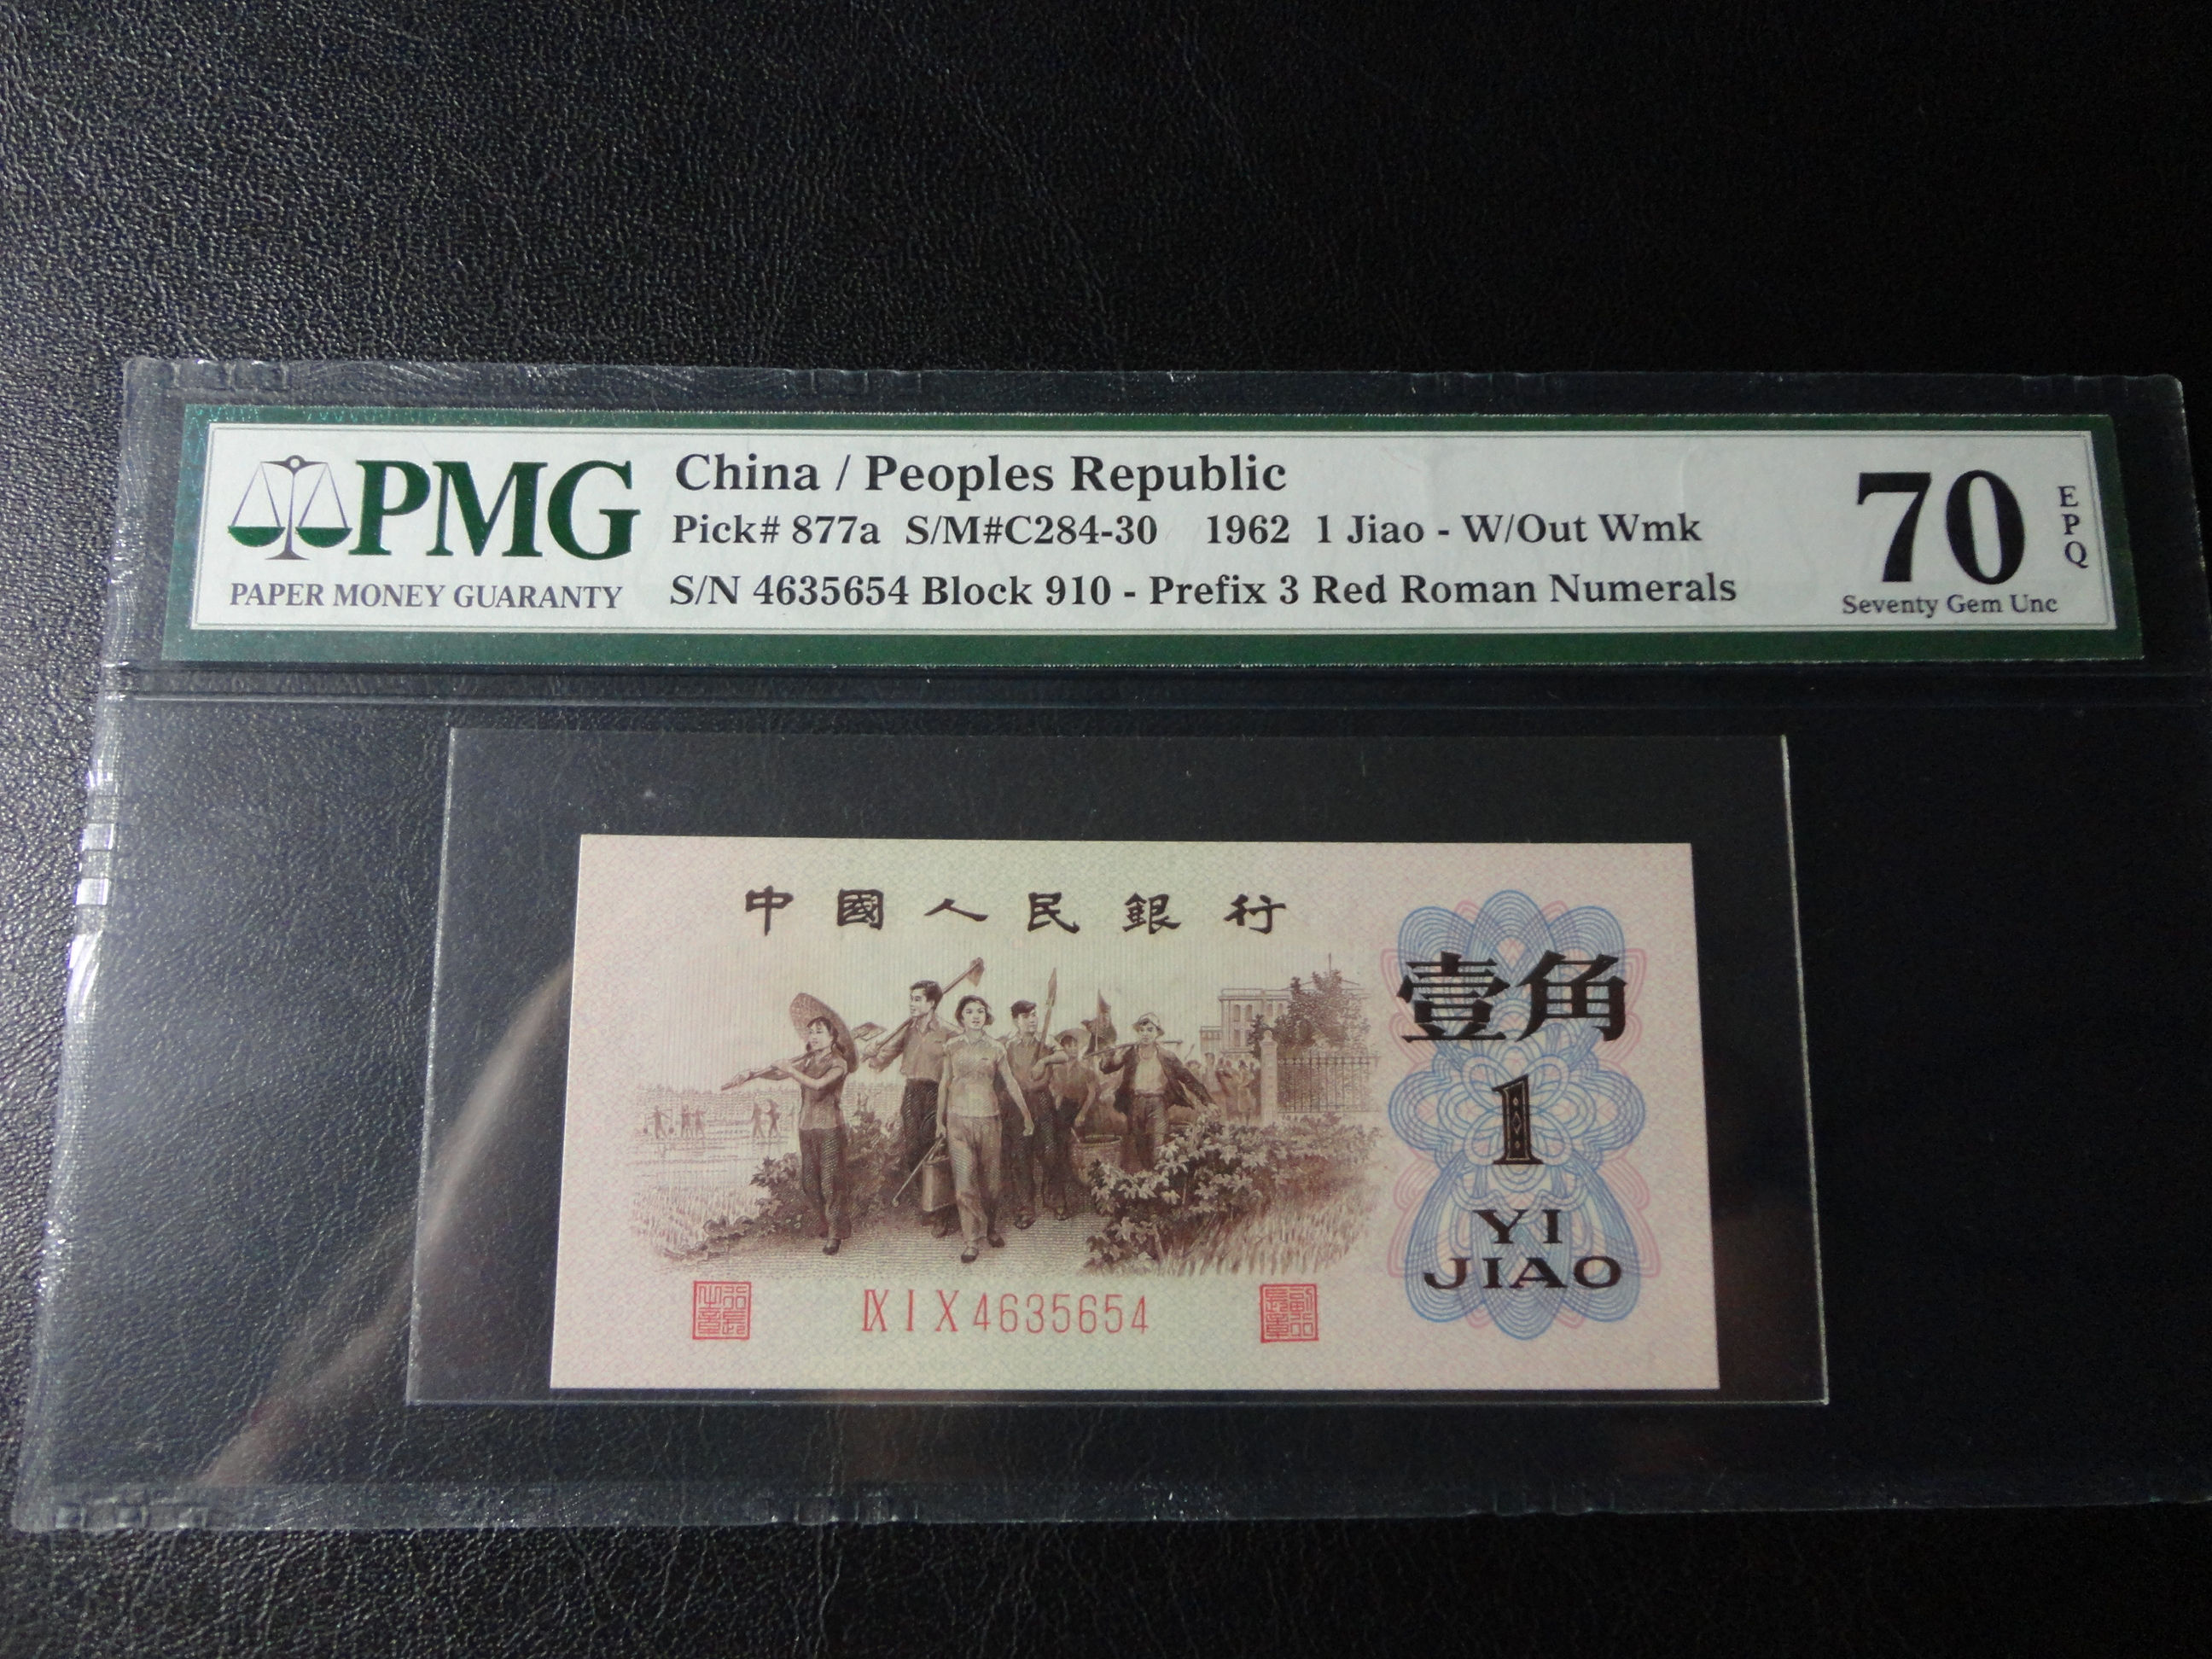 PMG
PAPER MONEY GUARANTY
China / Peoples Republic
Pick# 877a S/M#C284-30 1962 1 Jiao - W/Out Wmk
S/N 4635654 Block 910 - Prefix 3 Red Roman Numerals
70
EPQ
Seventy Gem Unc
中國人民銀行
壹角
1
YI
JIAO
IX I X 4635654